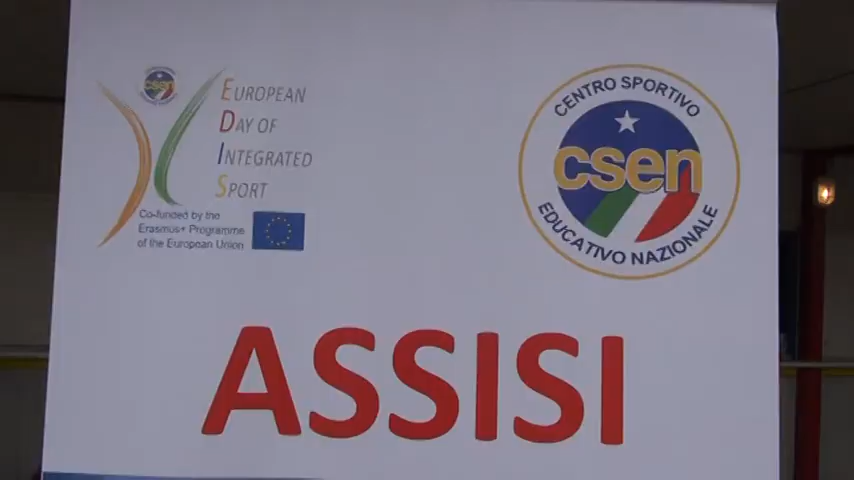 csen
EUROPEAN
DAY OF
INTEGRATED
SPORT
Co-funded by the
Erasmus+ Programme
of the European Union
CENTRO SPORTIVO
csen
EDUCATIVO NAZIONALE
ASSISI